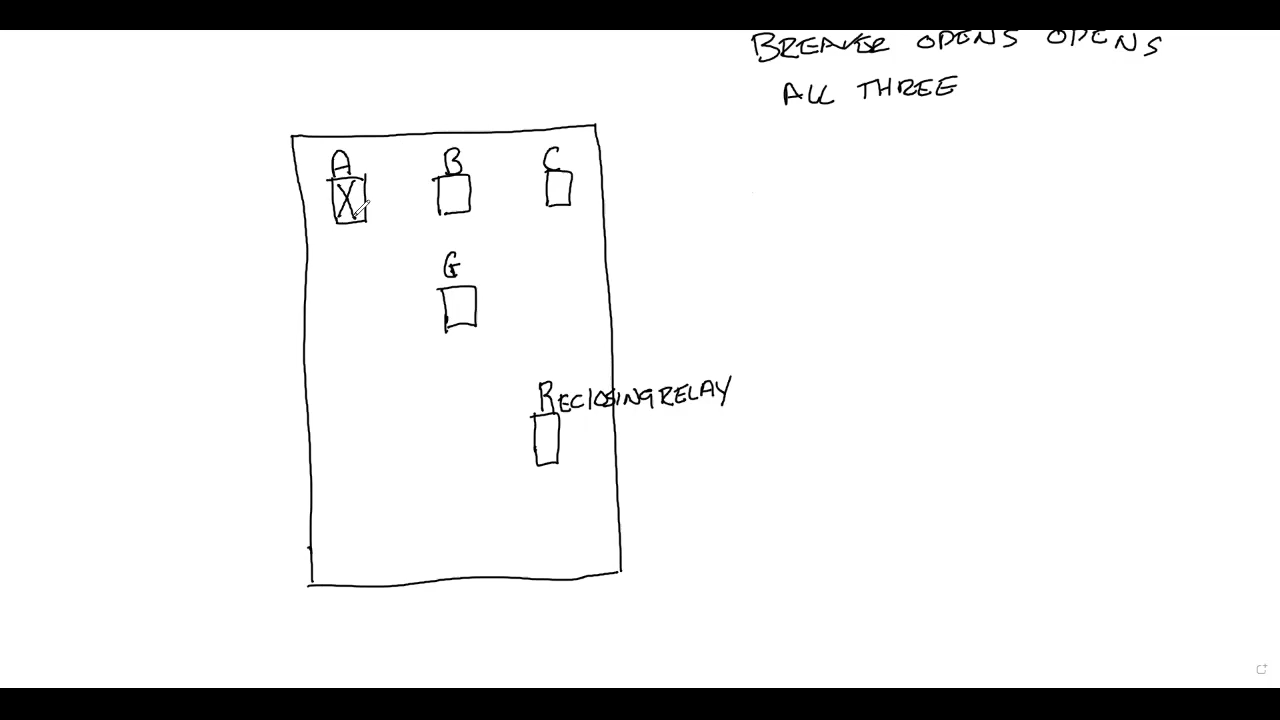 BREAKER OPENS OPENS
ALL THREE
A B C
X
G
RECLOSING RELAY